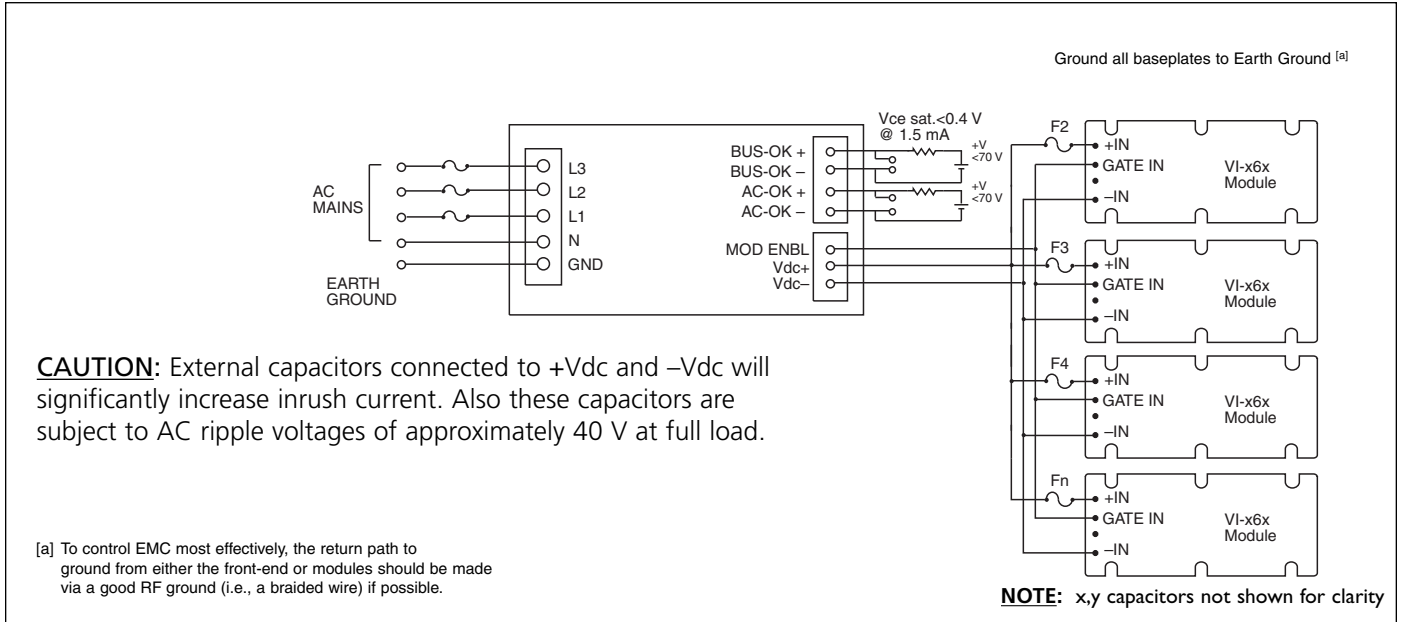 Ground all baseplates to Earth Ground [a]
AC
MAINS
EARTH
GROUND
L3
L2
L1
N
GND
BUS-OK +
BUS-OK –
AC-OK +
AC-OK –
MOD ENBL
Vdc+
Vdc–
Vce sat.<0.4 V
@ 1.5 mA
+V
<70 V
+V
<70 V
F2
+IN
GATE IN
–IN
VI-x6x
Module
F3
+IN
GATE IN
–IN
VI-x6x
Module
F4
+IN
GATE IN
–IN
VI-x6x
Module
Fn
+IN
GATE IN
–IN
VI-x6x
Module
CAUTION: External capacitors connected to +Vdc and –Vdc will
significantly increase inrush current. Also these capacitors are
subject to AC ripple voltages of approximately 40 V at full load.
[a] To control EMC most effectively, the return path to
ground from either the front-end or modules should be made
via a good RF ground (i.e., a braided wire) if possible.
NOTE: x,y capacitors not shown for clarity